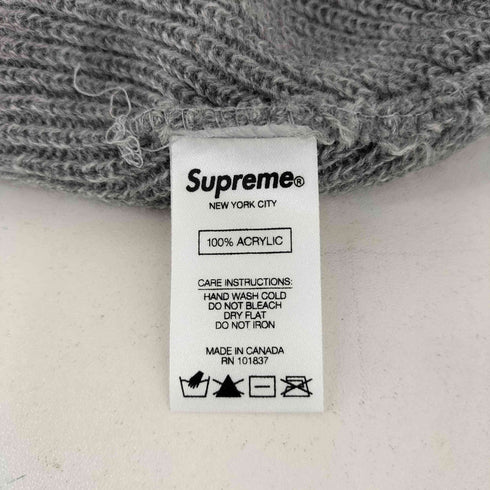 Supreme®
NEW YORK CITY
100% ACRYLIC
CARE INSTRUCTIONS:
HAND WASH COLD
DO NOT BLEACH
DRY FLAT
DO NOT IRON
MADE IN CANADA
RN 101837